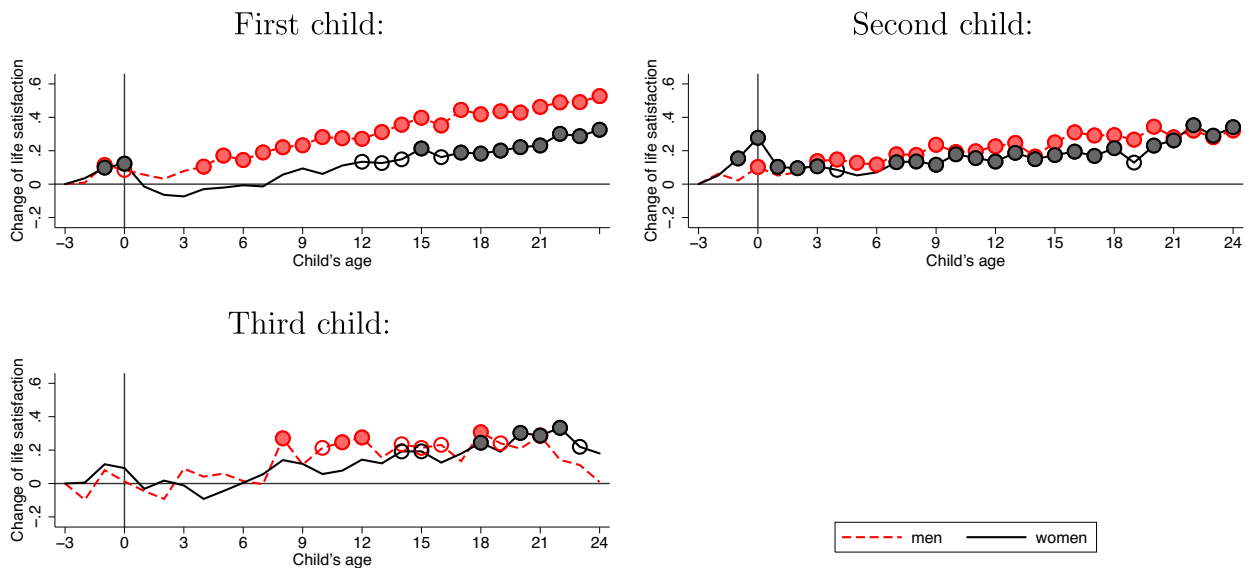 First child:
Change of life satisfaction
.6
.4
.2
0
-.2
-3 0 3 6 9 12 15 18 21
Child's age
Second child:
Change of life satisfaction
.6
.4
.2
0
-.2
-3 0 3 6 9 12 15 18 21 24
Child's age
Third child:
Change of life satisfaction
.6
.4
.2
0
-.2
-3 0 3 6 9 12 15 18 21 24
Child's age
men women